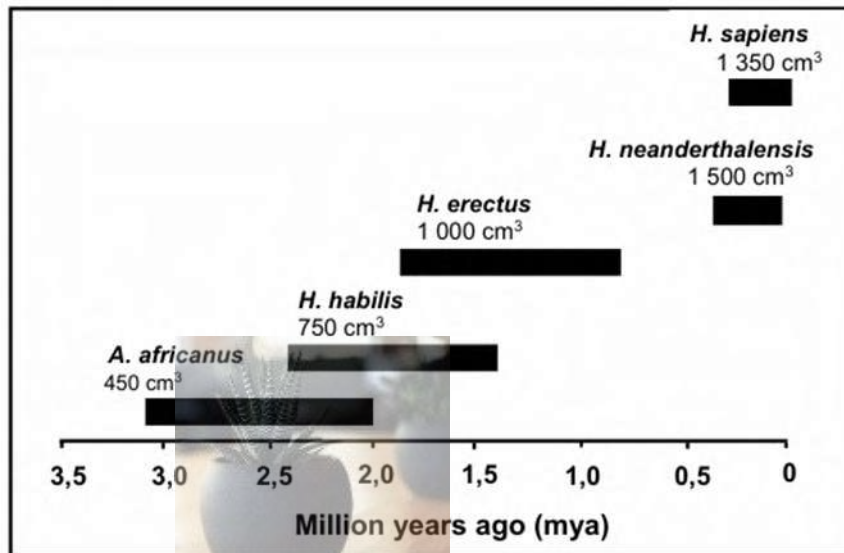 H. sapiens
1 350 cm³
H. neanderthalensis
1 500 cm³
H. erectus
1 000 cm³
H. habilis
750 cm³
A. africanus
450 cm³
3,5 3,0 2,5 2,0 1,5 1,0 0,5 0
Million years ago (mya)